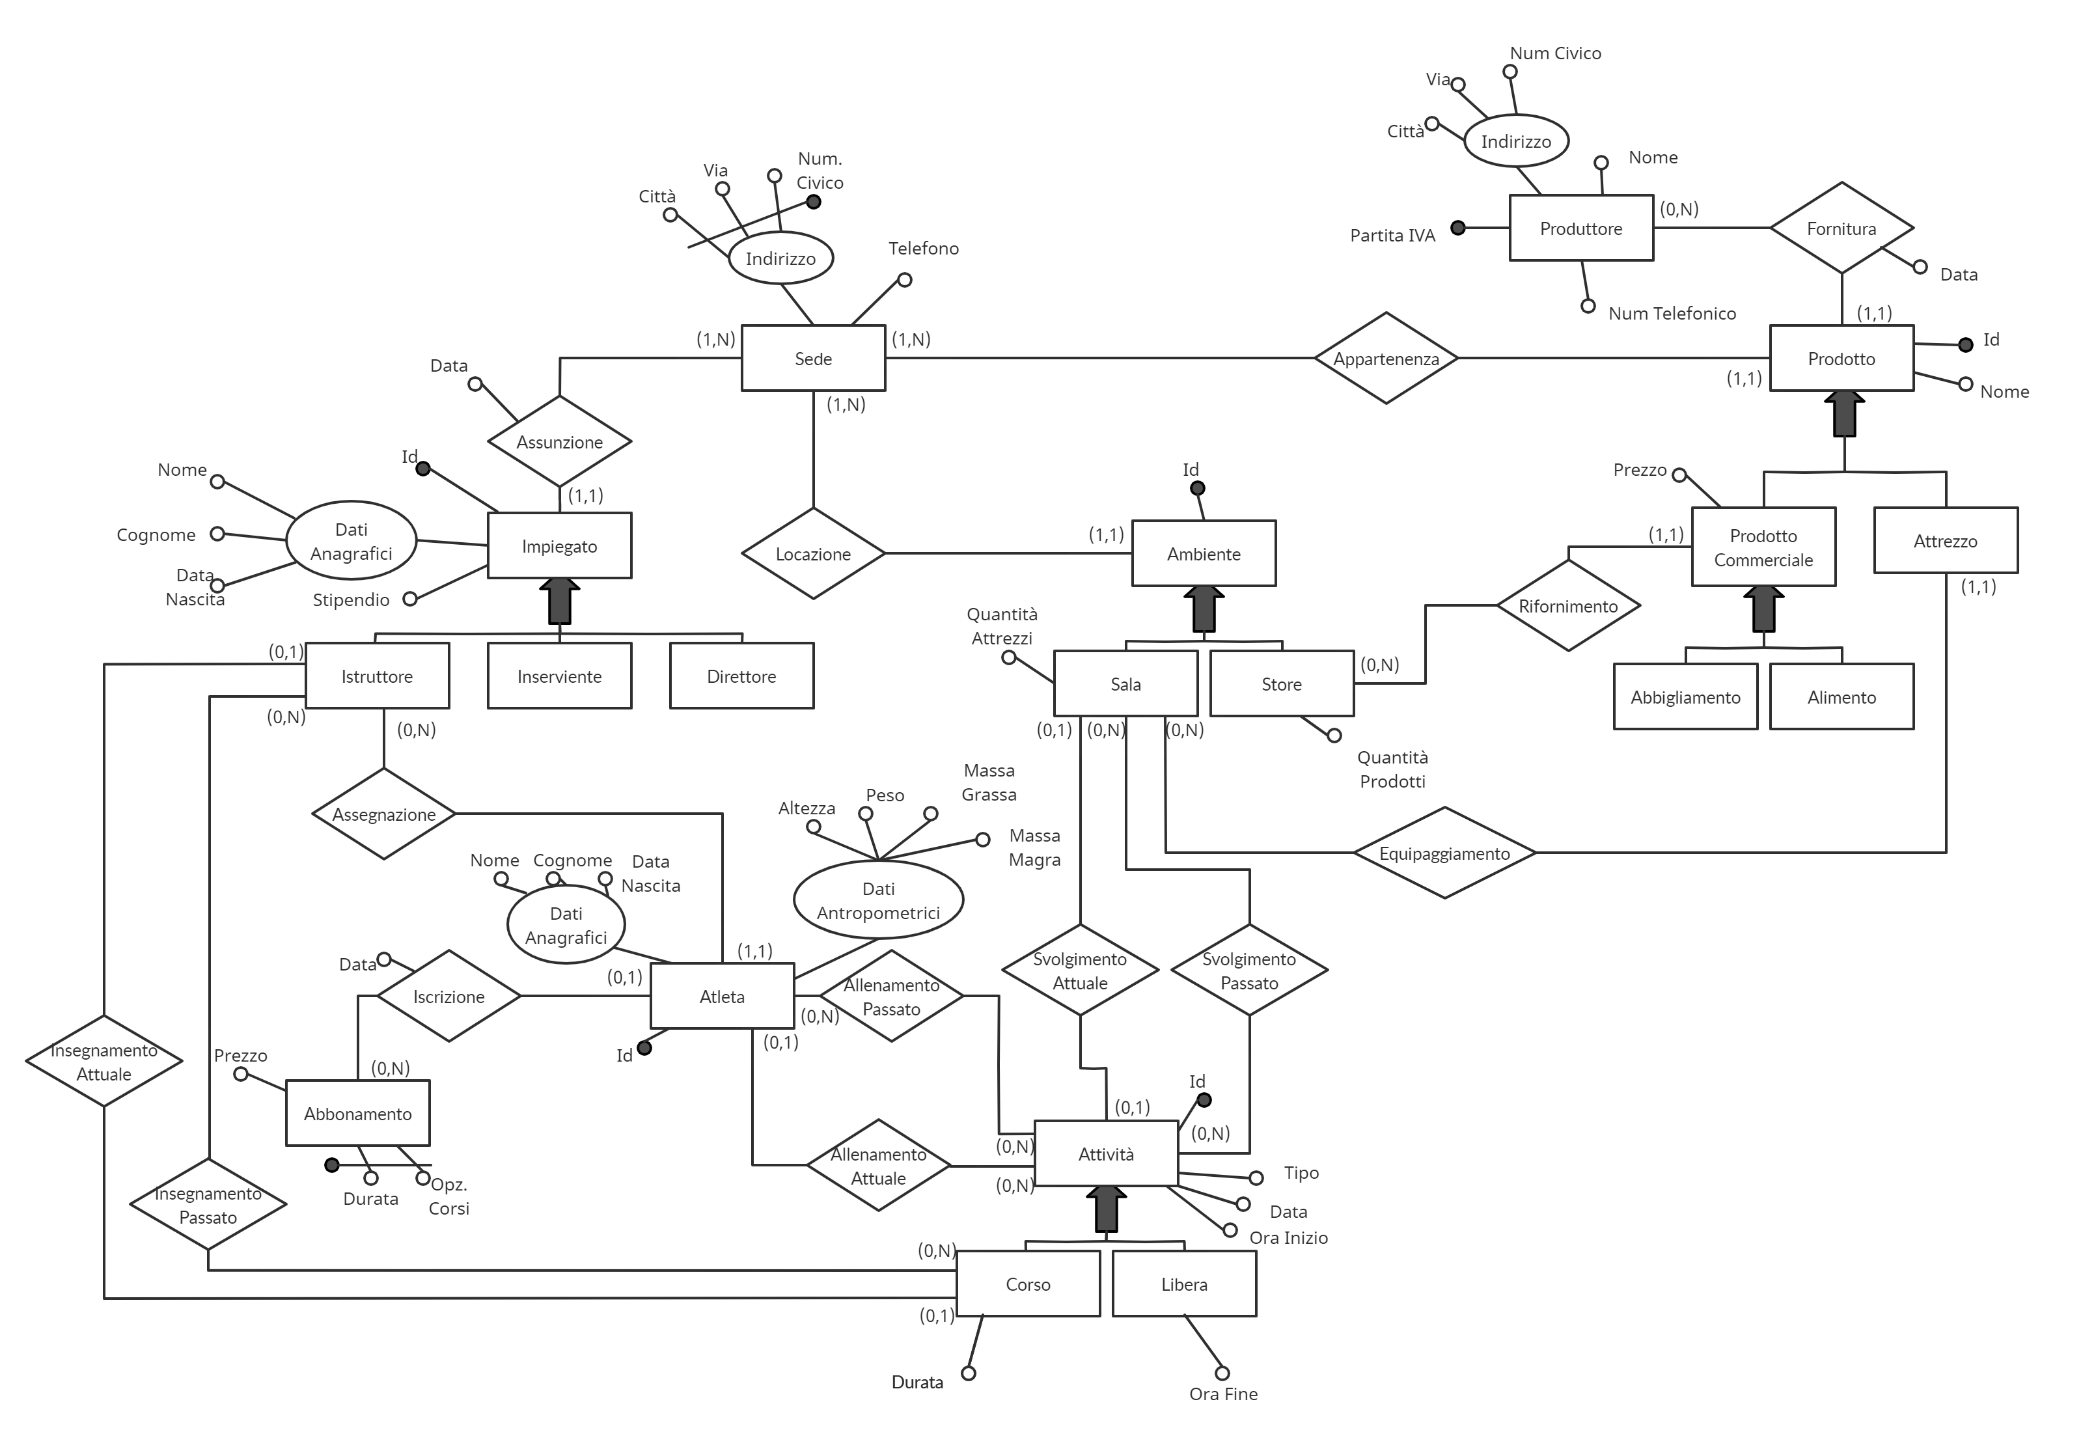 Num Civico
Via
Città
Indirizzo
Nome
Num.
Civico
Via
Città
Partita IVA
Produttore
(0,N)
Fornitura
Telefono
Indirizzo
Data
Num Telefonico
(1,1)
(1,N)
Sede
(1,N)
Appartenenza
Prodotto
Id
(1,1)
Nome
Data
(1,N)
Assunzione
Id
Nome
(1,1)
Id
Prezzo
Dati
Anagrafici
Cognome
Impiegato
Locazione
(1,1)
Ambiente
(1,1)
Prodotto
Commerciale
Attrezzo
Data
Nascita
Stipendio
(1,1)
Quantità
Attrezzi
Rifornimento
(0,1)
Istruttore
Inserviente
Direttore
Sala
Store
(0,N)
Abbigliamento
Alimento
(0,N)
(0,N)
(0,1)
(0,N)
(0,N)
Quantità
Prodotti
Massa
Grassa
Altezza
Peso
Assegnazione
Massa
Magra
Nome
Cognome
Data
Nascita
Equipaggiamento
Dati
Antropometrici
Dati
Anagrafici
(1,1)
Data
(0,1)
Iscrizione
Atleta
Allenamento
Passato
(0,N)
Svolgimento
Attuale
Svolgimento
Passato
(0,1)
Id
Insegnamento
Attuale
Prezzo
(0,N)
Abbonamento
Id
(0,1)
(0,N)
(0,N)
Attività
Allenamento
Attuale
(0,N)
Tipo
Durata
Opz.
Corsi
Insegnamento
Passato
Data
Ora Inizio
(0,N)
Corso
Libera
(0,1)
Durata
Ora Fine